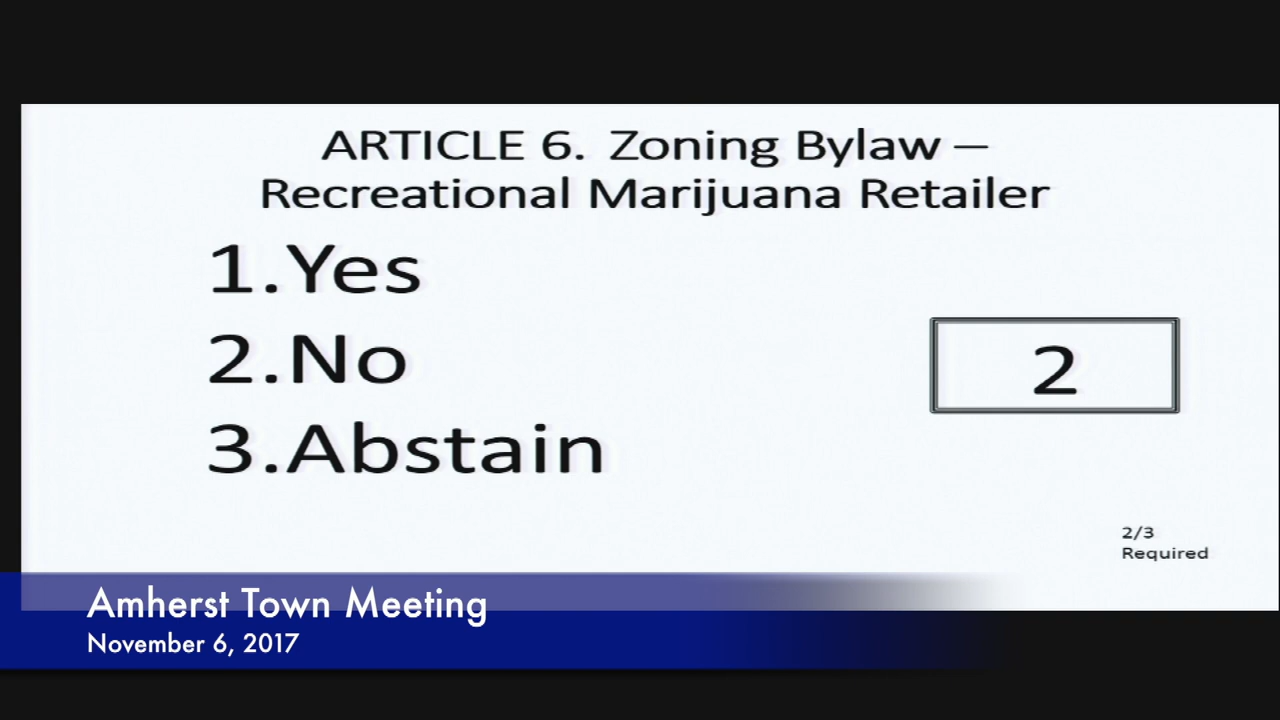 ARTICLE 6. Zoning Bylaw –
Recreational Marijuana Retailer
1.Yes
2.No
3.Abstain
2
2/3
Required
Amherst Town Meeting
November 6, 2017